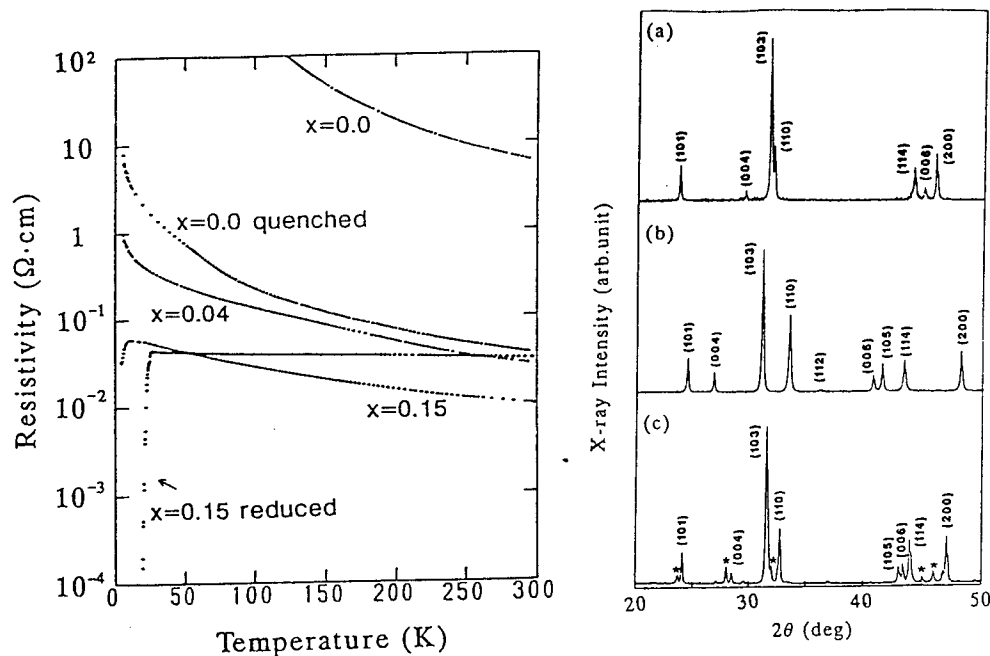 10²
10
1
10⁻¹
10⁻²
10⁻³
10⁻⁴
Resistivity (Ω·cm)
x=0.0
x=0.0 quenched
x=0.04
x=0.15
x=0.15 reduced
0 50 100 150 200 250 300
Temperature (K)
X-ray Intensity (arb.unit)
(a)
(101)
(004)
(103)
(110)
(114)
(006)
(200)
(b)
(101)
(004)
(103)
(110)
(112)
(006)
(105)
(114)
(200)
(c)
*
(101)
*
(004)
(103)
*
(110)
(105)
(006)
(114)
*
*
(200)
20 30 40 50
2θ (deg)